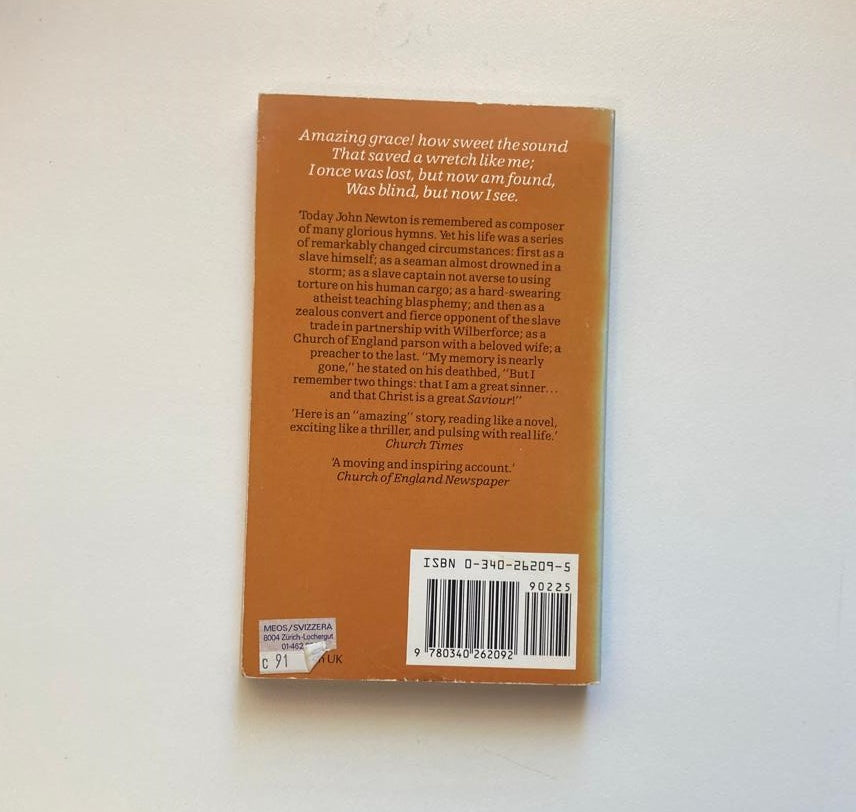 Amazing grace! how sweet the sound
That saved a wretch like me;
I once was lost, but now am found,
Was blind, but now I see.
Today John Newton is remembered as composer
of many glorious hymns. Yet his life was a series
of remarkably changed circumstances: first as a
slave himself; as a seaman almost drowned in a
storm; as a slave captain not averse to using
torture on his human cargo; as a hard-swearing
atheist teaching blasphemy; and then as a
zealous convert and fierce opponent of the slave
trade in partnership with Wilberforce; as a
Church of England parson with a beloved wife; a
preacher to the last. "My memory is nearly
gone," he stated on his deathbed, "But I
remember two things: that I am a great sinner...
and that Christ is a great Saviour!"
'Here is an "amazing" story, reading like a novel,
exciting like a thriller, and pulsing with real life.'
Church Times
'A moving and inspiring account.'
Church of England Newspaper
ISBN 0-340-26209-5
90225
9 780340 262092
MEOS/SVIZZERA
8004 Zürich-Lochergut
01-462
C 91
UK